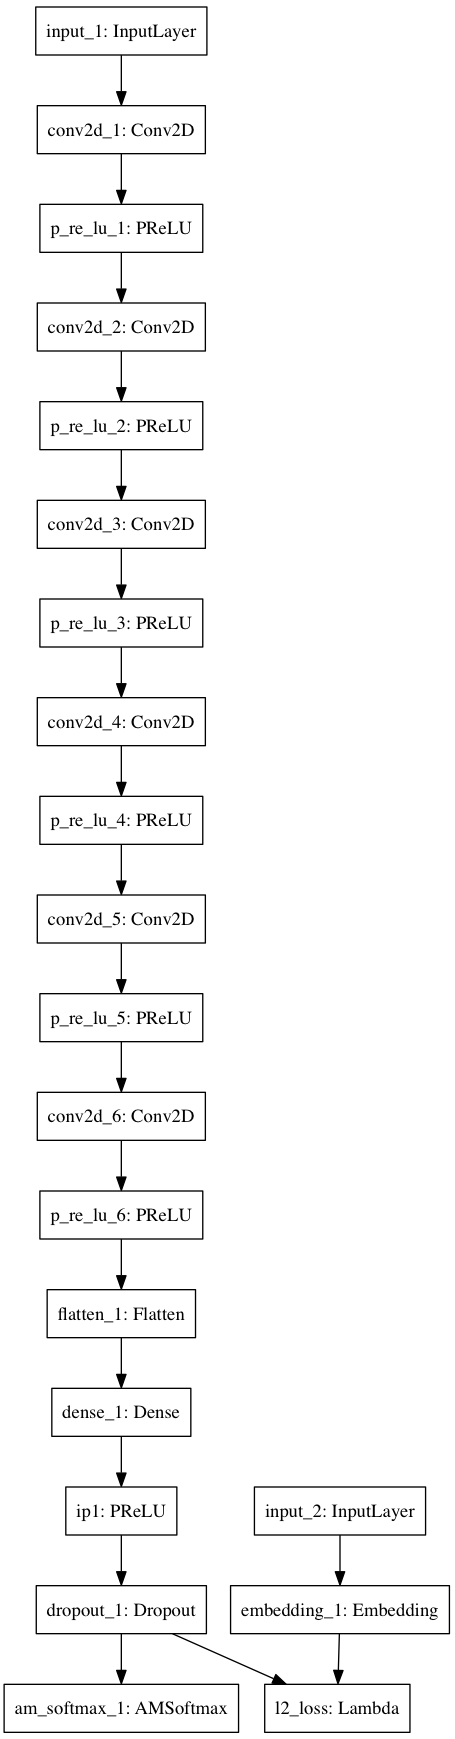 input_1: InputLayer
conv2d_1: Conv2D
p_re_lu_1: PReLU
conv2d_2: Conv2D
p_re_lu_2: PReLU
conv2d_3: Conv2D
p_re_lu_3: PReLU
conv2d_4: Conv2D
p_re_lu_4: PReLU
conv2d_5: Conv2D
p_re_lu_5: PReLU
conv2d_6: Conv2D
p_re_lu_6: PReLU
flatten_1: Flatten
dense_1: Dense
ip1: PReLU
input_2: InputLayer
dropout_1: Dropout
embedding_1: Embedding
am_softmax_1: AMSoftmax
l2_loss: Lambda